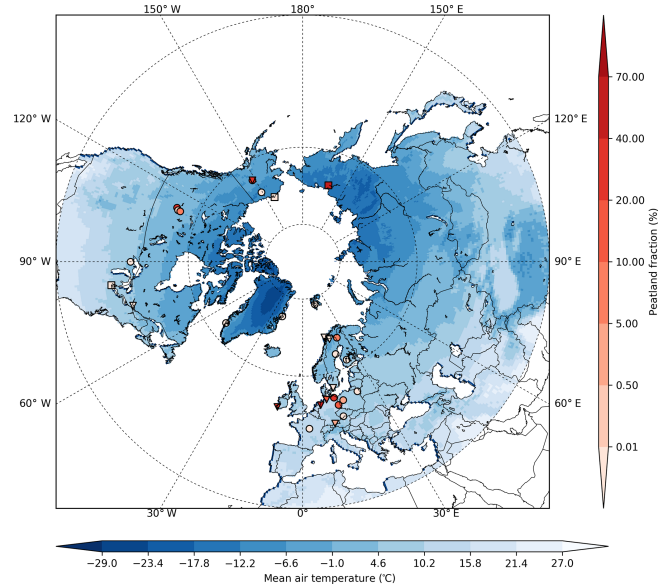 150° W 180° 150° E
120° W 120° E
90° W 90° E
60° W 60° E
30° W 0° 30° E
70.00
40.00
20.00
10.00
5.00
0.50
0.01
Peatland fraction (%)
−29.0 −23.4 −17.8 −12.2 −6.6 −1.0 4.6 10.2 15.8 21.4 27.0
Mean air temperature (℃)